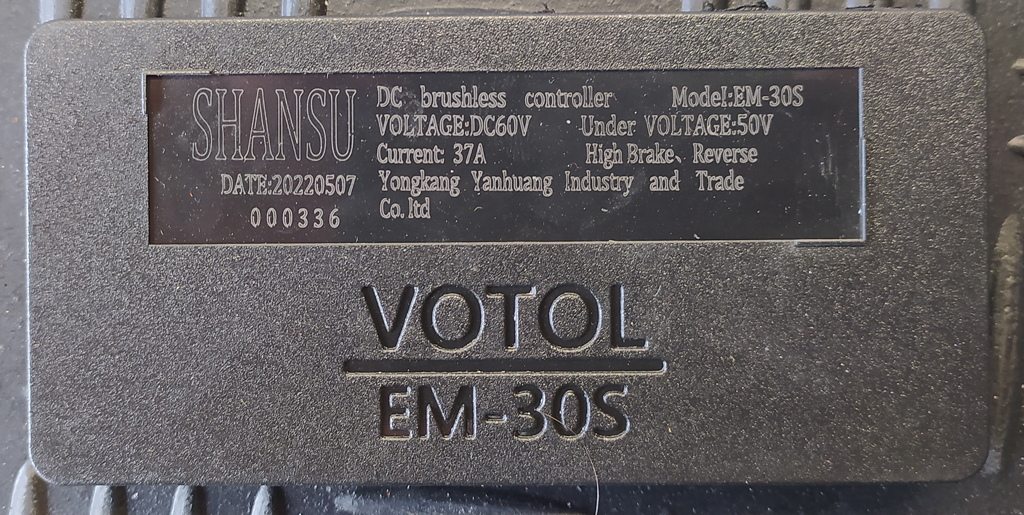 SHANSU
DATE:20220507
000336
DC brushless controller Model:EM-30S
VOLTAGE:DC60V Under VOLTAGE:50V
Current: 37A High Brake、Reverse
Yongkang Yanhuang Industry and Trade
Co.ltd
VOTOL
EM-30S